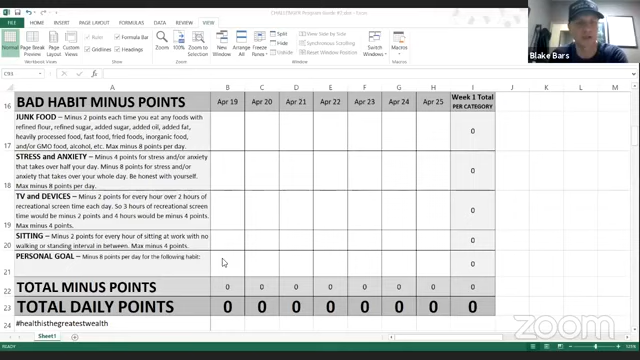 CHALLENGER Program Guide #2.xlsx - Excel
FILE HOME INSERT PAGE LAYOUT FORMULAS DATA REVIEW VIEW
Normal Page Break Preview Page Layout Custom Views
Ruler Formula Bar
Gridlines Headings
Zoom 100% Zoom to Selection
New Window Arrange All Freeze Panes
Split
Hide
View Side by Side
Synchronous Scrolling
Reset Window Position
Switch Windows
Macros
Workbook Views Show Zoom Window Macros
Blake Bars
C93
A B C D E F G H I J K L M
16 BAD HABIT MINUS POINTS Apr 19 Apr 20 Apr 21 Apr 22 Apr 23 Apr 24 Apr 25 Week 1 Total PER CATEGORY
JUNK FOOD – Minus 2 points each time you eat any foods with
refined flour, refined sugar, added sugar, added oil, added fat,
heavily processed food, fast food, fried foods, inorganic food,
and/or GMO food, alcohol, etc. Max minus 8 points per day.
17 0
STRESS and ANXIETY – Minus 4 points for stress and/or anxiety
that takes over half your day. Minus 8 points for stress and/or
anxiety that takes over your whole day. Be honest with yourself.
Max minus 8 points per day.
18 0
TV and DEVICES – Minus 2 points for every hour over 2 hours of
recreational screen time each day. So 3 hours of recreational
screen time would be minus 2 points and 4 hours would be minus 4 points.
Max minus 4 points.
19 0
SITTING – Minus 2 points for every hour of sitting at work with no
walking or standing interval in between. Max minus 4 points.
20 0
PERSONAL GOAL – Minus 8 points per day for the following habit:
21 0
22 TOTAL MINUS POINTS 0 0 0 0 0 0 0 0
23 TOTAL DAILY POINTS 0 0 0 0 0 0 0 0
24 #healthisthegreatestwealth
Sheet1
READY
zoom